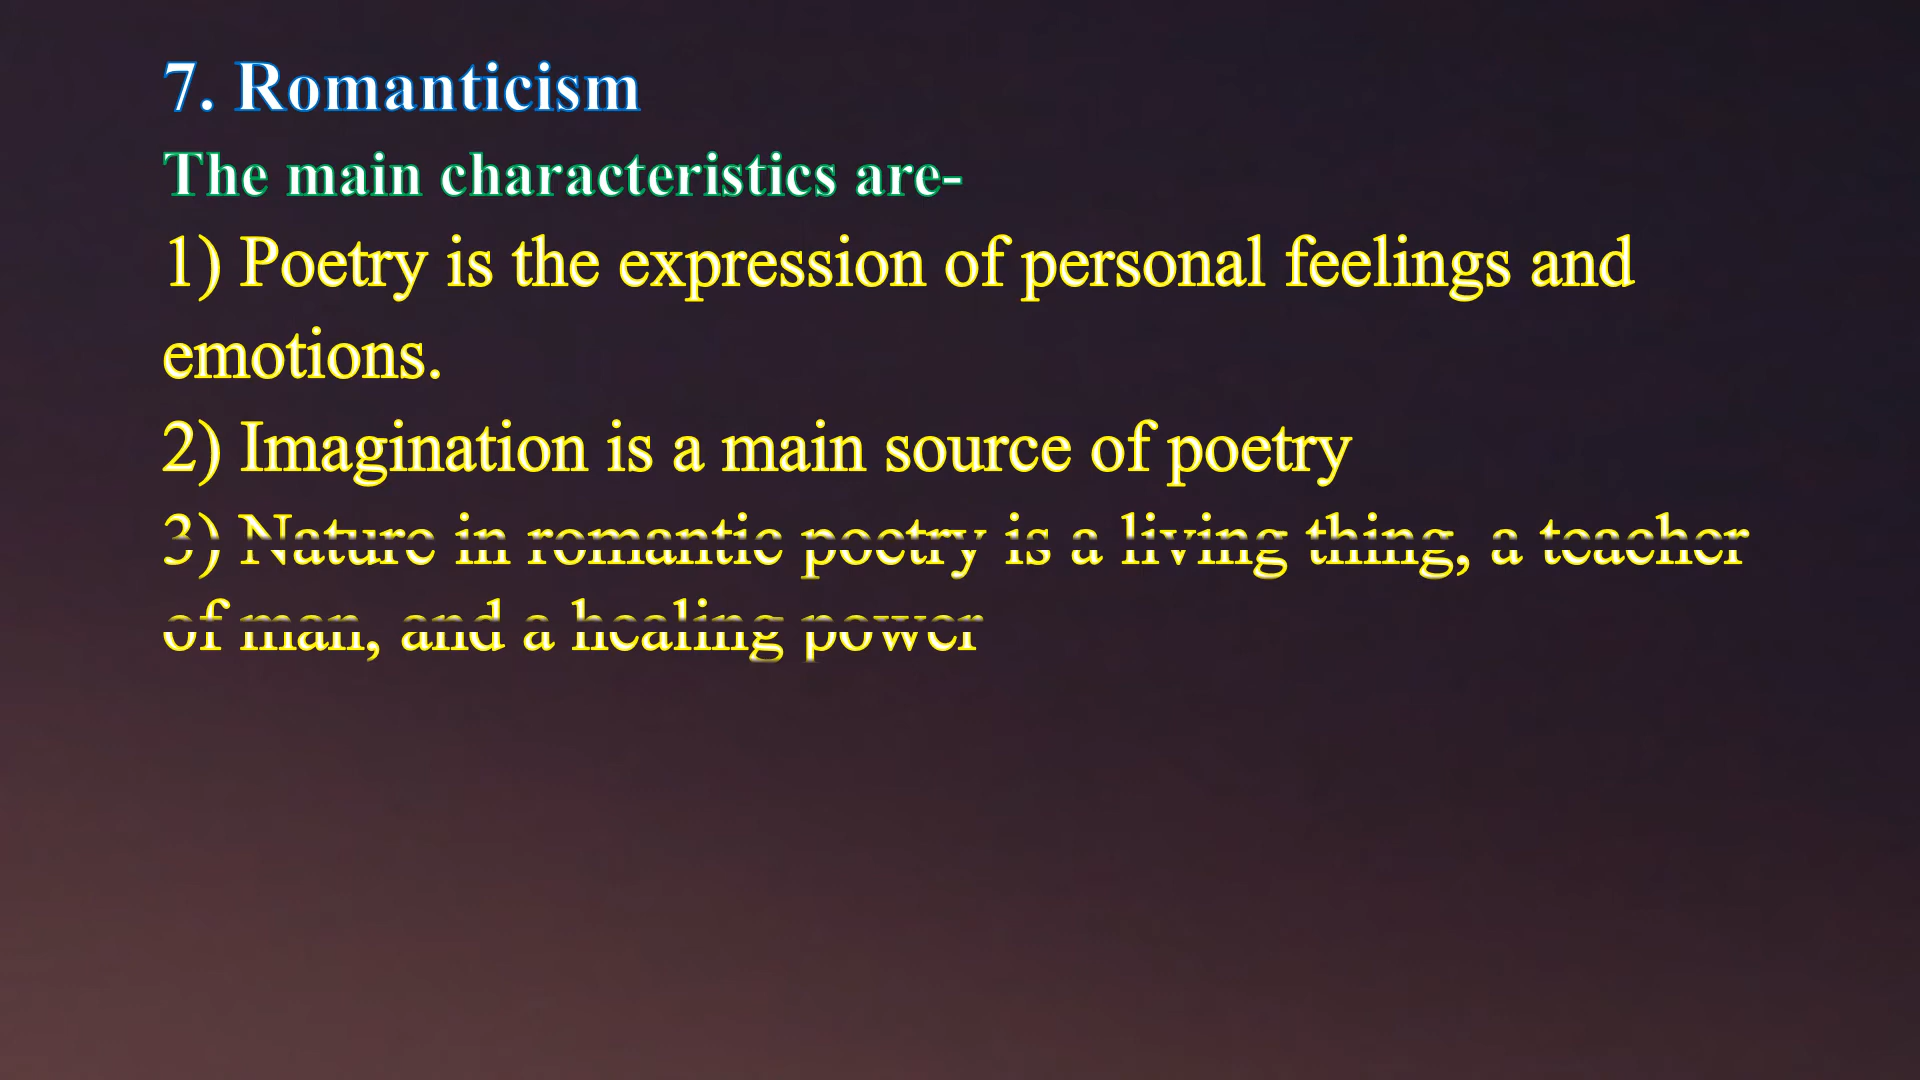 7. Romanticism
The main characteristics are-
1) Poetry is the expression of personal feelings and
emotions.
2) Imagination is a main source of poetry
3) Nature in romantic poetry is a living thing, a teacher
of man, and a healing power